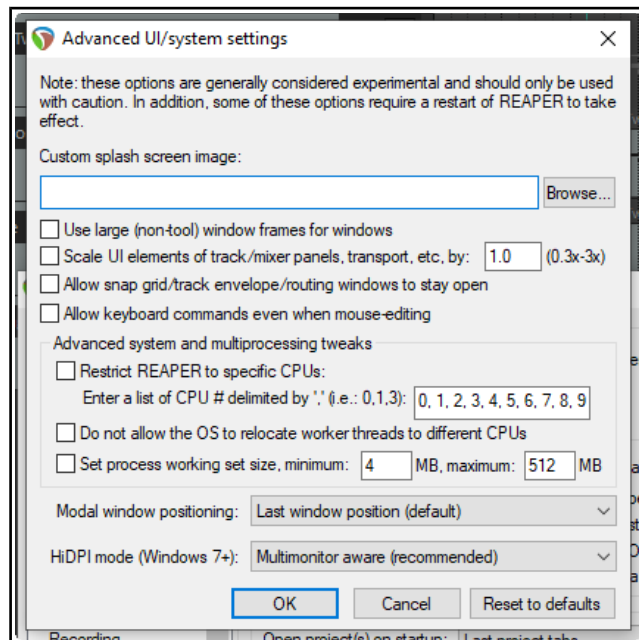 Advanced UI/system settings
Note: these options are generally considered experimental and should only be used
with caution. In addition, some of these options require a restart of REAPER to take
effect.
Custom splash screen image:
Browse...
Use large (non-tool) window frames for windows
Scale UI elements of track/mixer panels, transport, etc, by: 1.0 (0.3x-3x)
Allow snap grid/track envelope/routing windows to stay open
Allow keyboard commands even when mouse-editing
Advanced system and multiprocessing tweaks
Restrict REAPER to specific CPUs:
Enter a list of CPU # delimited by ',' (i.e.: 0,1,3): 0, 1, 2, 3, 4, 5, 6, 7, 8, 9
Do not allow the OS to relocate worker threads to different CPUs
Set process working set size, minimum: 4 MB, maximum: 512 MB
Modal window positioning: Last window position (default)
HiDPI mode (Windows 7+): Multimonitor aware (recommended)
OK Cancel Reset to defaults
Recording Open project(s) on startup: Last project tabs